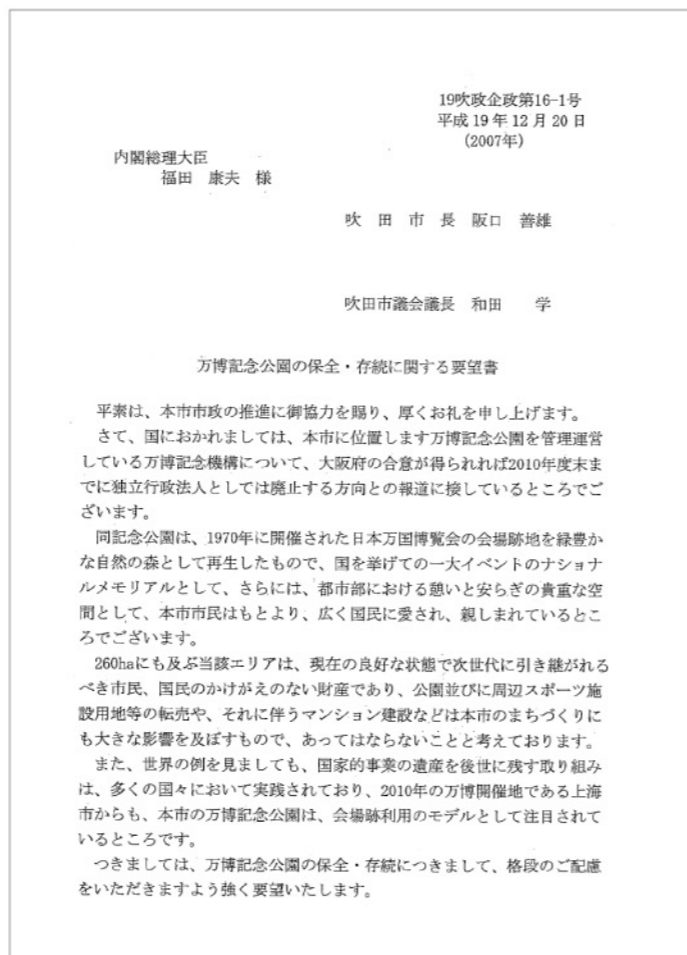 19吹政企政第16-1号
平成19年12月20日
(2007年)
内閣総理大臣
福田　康夫　様
吹　田　市　長　阪口　善雄
吹田市議会議長　和田　　学
万博記念公園の保全・存続に関する要望書
平素は、本市市政の推進に御協力を賜り、厚くお礼を申し上げます。
さて、国におかれましては、本市に位置します万博記念公園を管理運営
している万博記念機構について、大阪府の合意が得られれば2010年度末ま
でに独立行政法人としては廃止する方向との報道に接しているところでご
ざいます。
同記念公園は、1970年に開催された日本万国博覧会の会場跡地を緑豊か
な自然の森として再生したもので、国を挙げての一大イベントのナショナ
ルメモリアルとして、さらには、都市部における憩いと安らぎの貴重な空
間として、本市市民はもとより、広く国民に愛され、親しまれているとこ
ろでございます。
260haにも及ぶ当該エリアは、現在の良好な状態で次世代に引き継がれる
べき市民、国民のかけがえのない財産であり、公園並びに周辺スポーツ施
設用地等の転売や、それに伴うマンション建設などは本市のまちづくりに
も大きな影響を及ぼすもので、あってはならないことと考えております。
また、世界の例を見ましても、国家的事業の遺産を後世に残す取り組み
は、多くの国々において実践されており、2010年の万博開催地である上海
市からも、本市の万博記念公園は、会場跡利用のモデルとして注目されて
いるところです。
つきましては、万博記念公園の保全・存続につきまして、格段のご配慮
をいただきますよう強く要望いたします。